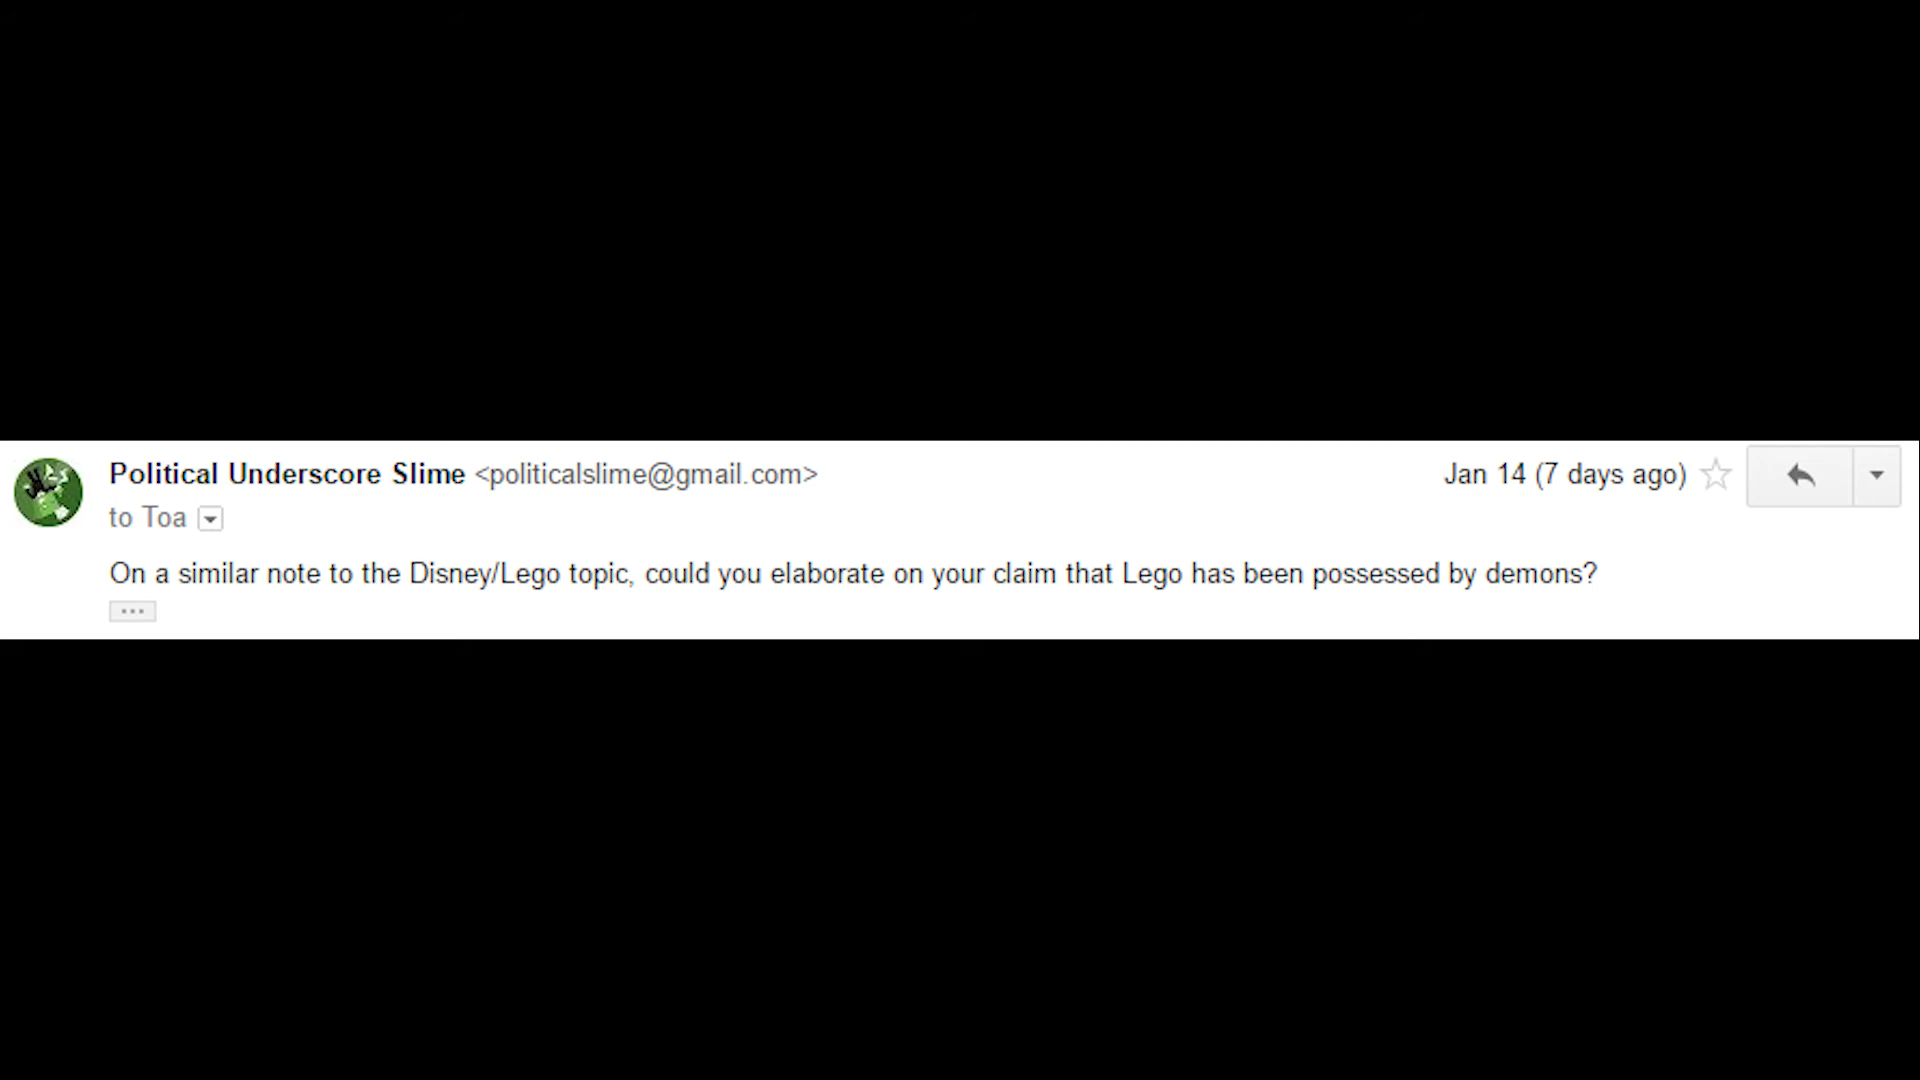 Political Underscore Slime <politicalslime@gmail.com> Jan 14 (7 days ago)
to Toa
On a similar note to the Disney/Lego topic, could you elaborate on your claim that Lego has been possessed by demons?